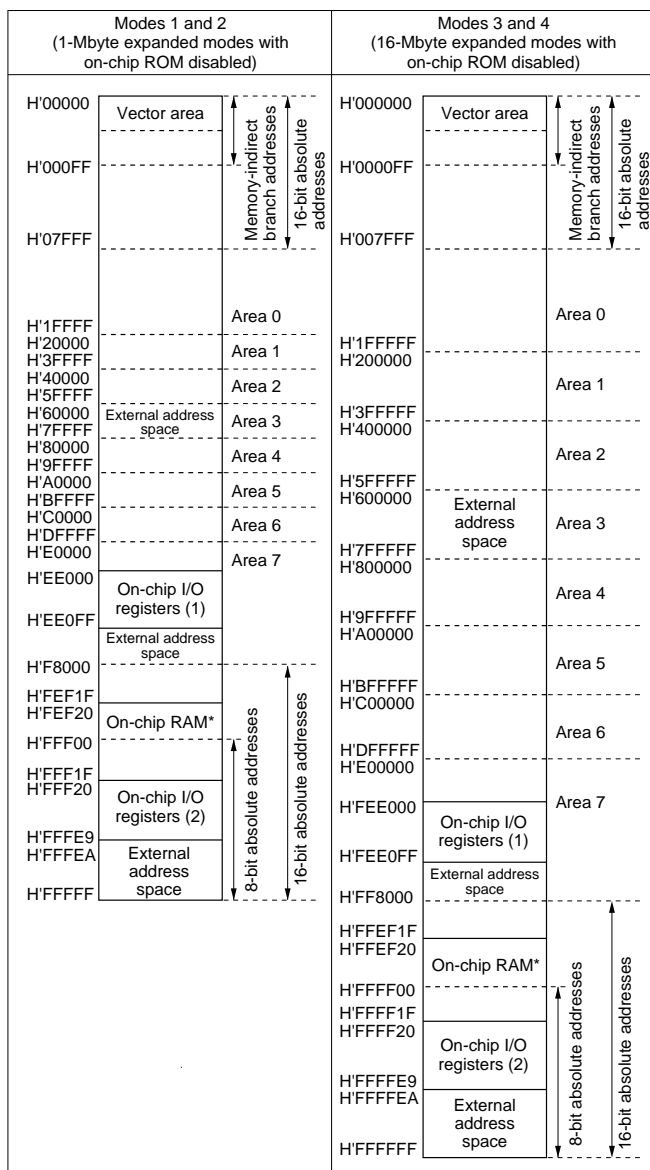 Modes 1 and 2
(1-Mbyte expanded modes with
on-chip ROM disabled)
H'00000
Vector area
H'000FF
H'07FFF
Memory-indirect
branch addresses
16-bit absolute
addresses
Area 0
H'1FFFF
H'20000
Area 1
H'3FFFF
H'40000
Area 2
H'5FFFF
H'60000
External address
space
Area 3
H'7FFFF
H'80000
Area 4
H'9FFFF
H'A0000
Area 5
H'BFFFF
H'C0000
Area 6
H'DFFFF
H'E0000
Area 7
H'EE000
On-chip I/O
registers (1)
H'EE0FF
External address
space
H'F8000
H'FEF1F
H'FEF20
On-chip RAM*
H'FFF00
H'FFF1F
H'FFF20
On-chip I/O
registers (2)
H'FFFE9
H'FFFEA
External
address
space
H'FFFFF
8-bit absolute addresses
16-bit absolute addresses
Modes 3 and 4
(16-Mbyte expanded modes with
on-chip ROM disabled)
H'000000
Vector area
H'0000FF
H'007FFF
Memory-indirect
branch addresses
16-bit absolute
addresses
Area 0
H'1FFFFF
H'200000
Area 1
H'3FFFFF
H'400000
Area 2
H'5FFFFF
H'600000
External
address
space
Area 3
H'7FFFFF
H'800000
Area 4
H'9FFFFF
H'A00000
Area 5
H'BFFFFF
H'C00000
Area 6
H'DFFFFF
H'E00000
Area 7
H'FEE000
On-chip I/O
registers (1)
H'FEE0FF
External address
space
H'FF8000
H'FFEF1F
H'FFEF20
On-chip RAM*
H'FFFF00
H'FFFF1F
H'FFFF20
On-chip I/O
registers (2)
H'FFFFE9
H'FFFFEA
External
address
space
H'FFFFFF
8-bit absolute addresses
16-bit absolute addresses